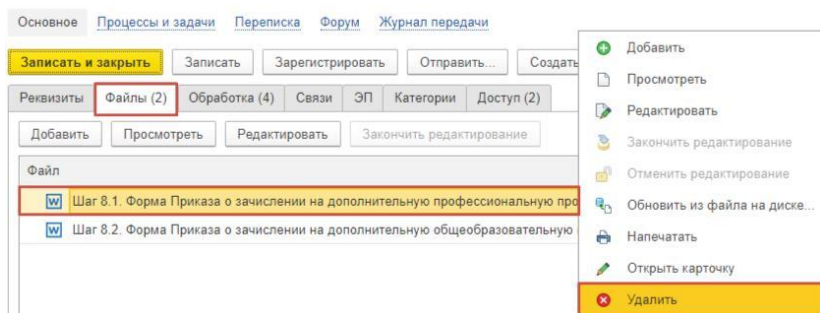 Основное Процессы и задачи Переписка Форум Журнал передачи
Записать и закрыть Записать Зарегистрировать Отправить... Создать
Реквизиты Файлы (2) Обработка (4) Связи ЭП Категории Доступ (2)
Добавить Просмотреть Редактировать Закончить редактирование
Файл
Шаг 8.1. Форма Приказа о зачислении на дополнительную профессиональную про
Шаг 8.2. Форма Приказа о зачислении на дополнительную общеобразовательную
Добавить
Просмотреть
Редактировать
Закончить редактирование
Отменить редактирование
Обновить из файла на диске...
Напечатать
Открыть карточку
Удалить